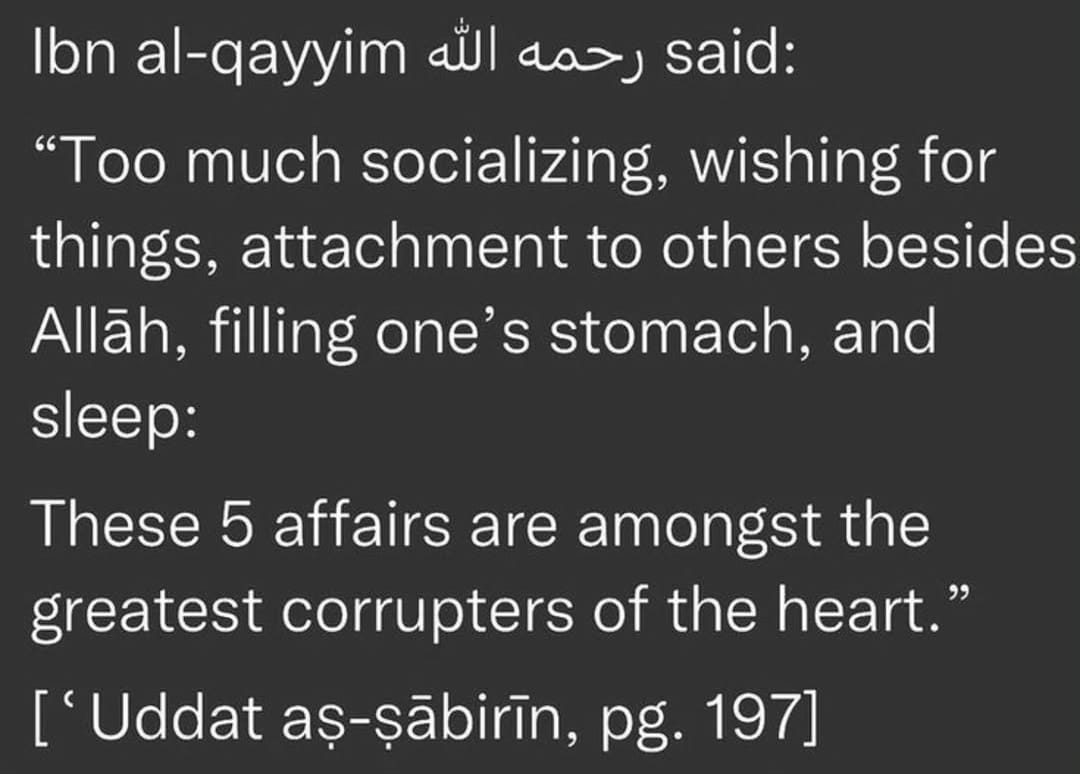 Ibn al-qayyim رحمه الله said:
“Too much socializing, wishing for
things, attachment to others besides
Allāh, filling one’s stomach, and
sleep:
These 5 affairs are amongst the
greatest corrupters of the heart.”
[ʿUddat aṣ-ṣābirīn, pg. 197]